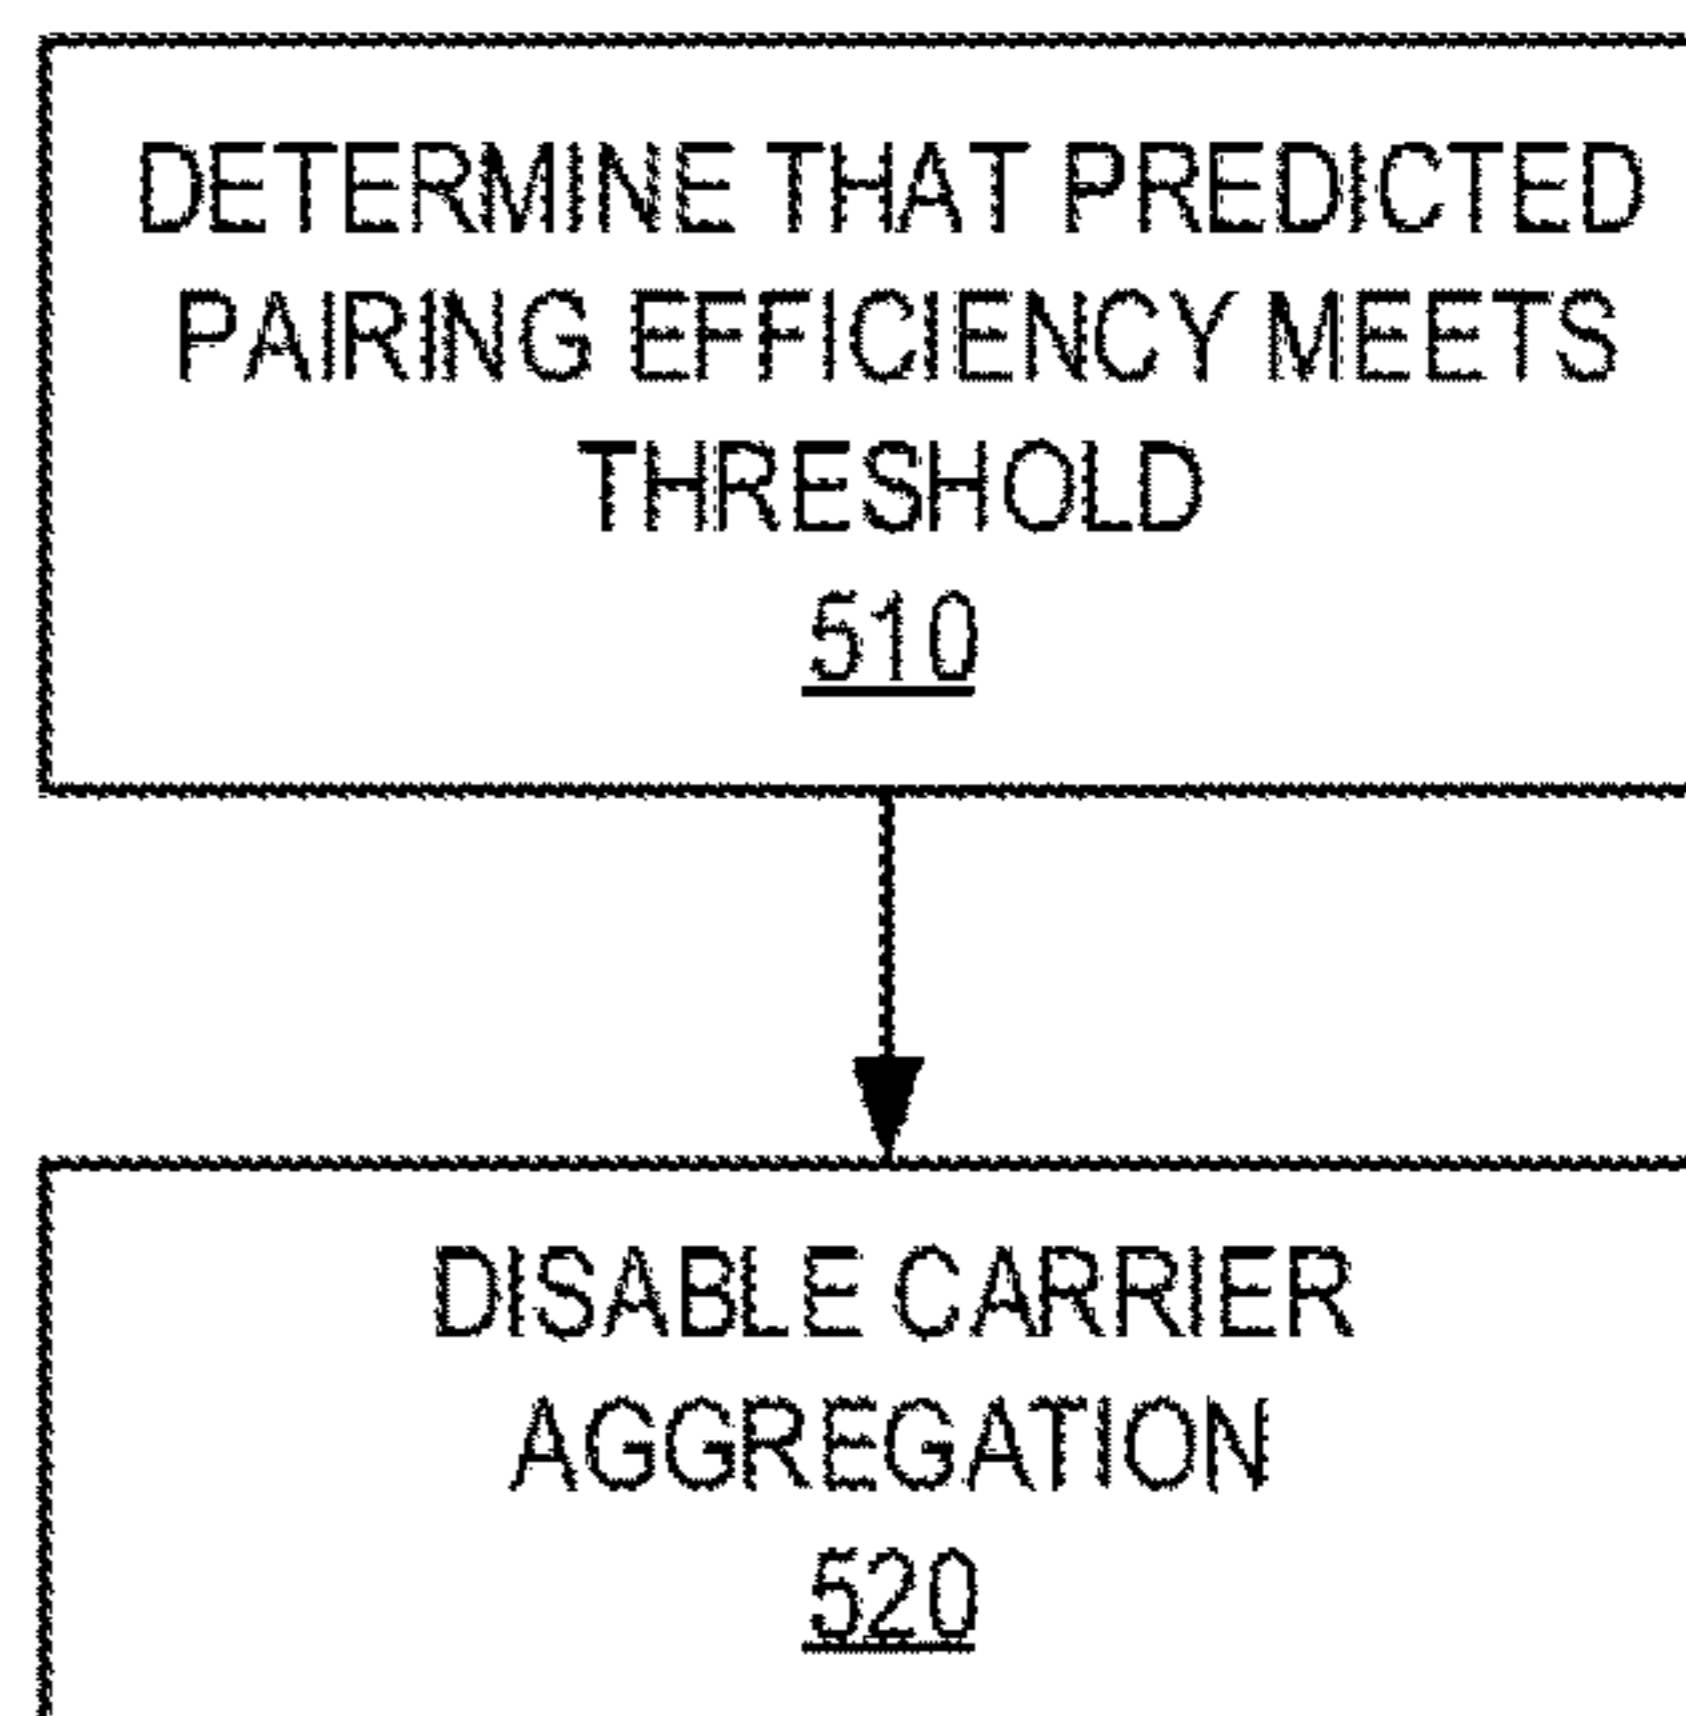 DETERMINE THAT PREDICTED
PAIRING EFFICIENCY MEETS
THRESHOLD
510
DISABLE CARRIER
AGGREGATION
520